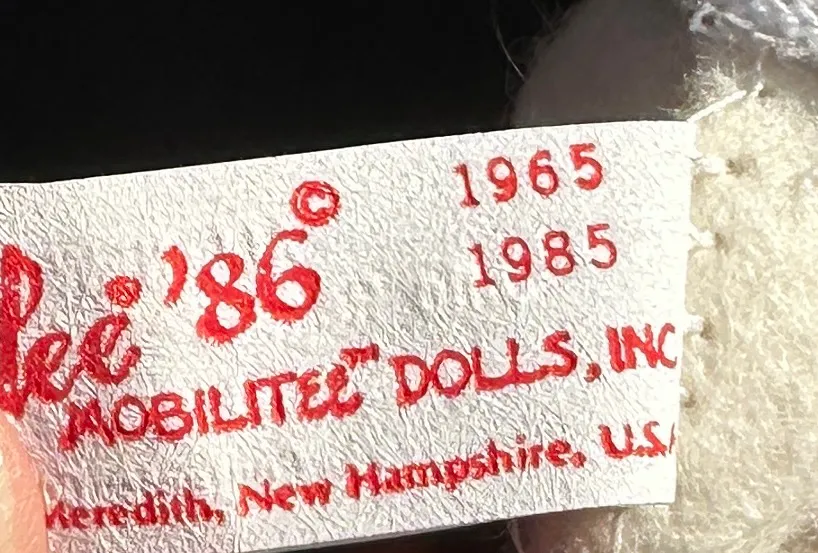 © 1965
'86 1985
MOBILITEE™ DOLLS, INC
Meredith, New Hampshire, U.S.